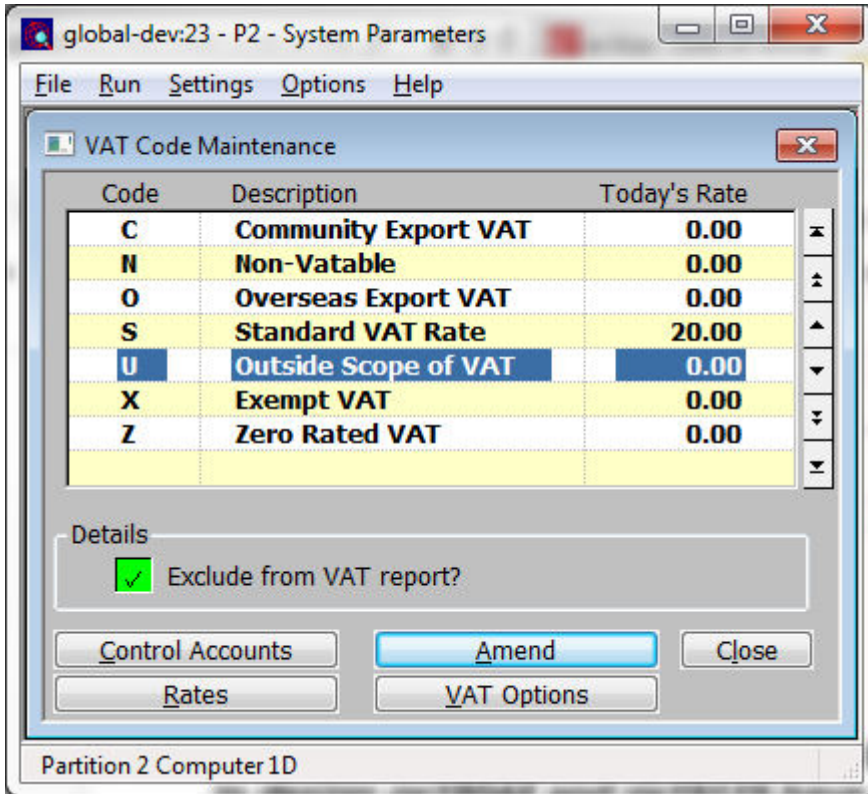 global-dev:23 - P2 - System Parameters
File Run Settings Options Help
VAT Code Maintenance
Code Description Today's Rate
C Community Export VAT 0.00
N Non-Vatable 0.00
O Overseas Export VAT 0.00
S Standard VAT Rate 20.00
U Outside Scope of VAT 0.00
X Exempt VAT 0.00
Z Zero Rated VAT 0.00
Details
Exclude from VAT report?
Control Accounts Amend Close
Rates VAT Options
Partition 2 Computer 1D